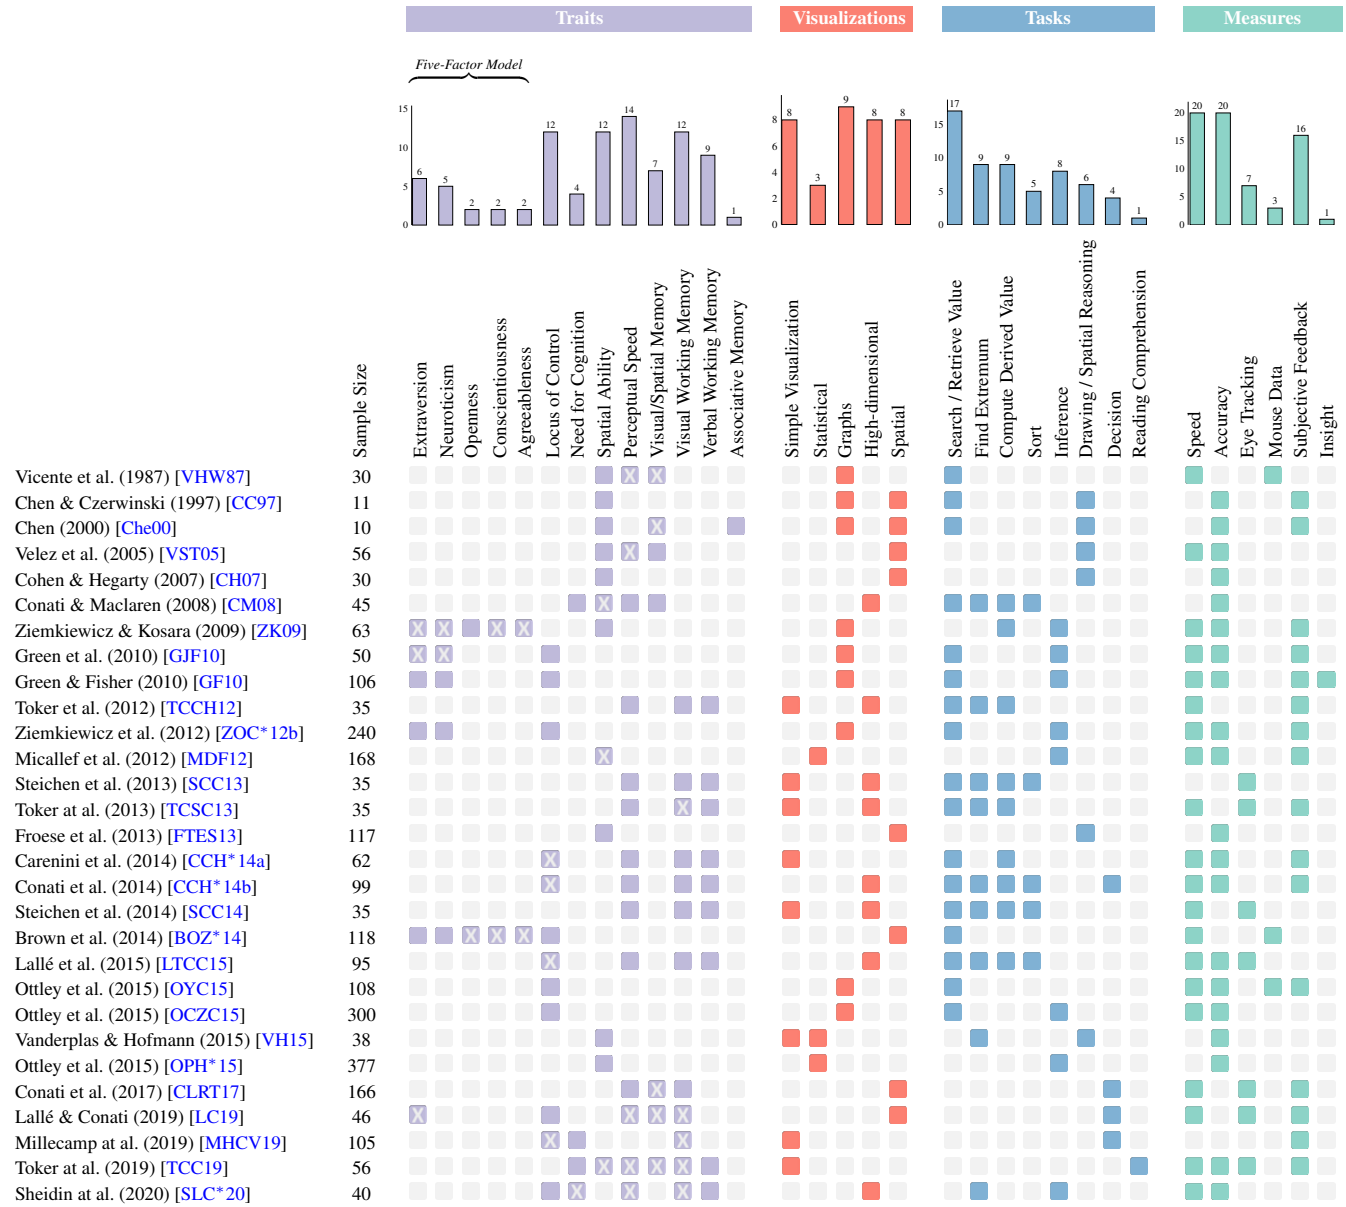 Traits Visualizations Tasks Measures
Five-Factor Model
15 10 5 0 6 5 2 2 2 12 4 12 14 7 12 9 1
8 6 4 2 0 8 3 9 8 8
15 10 5 0 17 9 9 5 8 6 4 1
20 15 10 5 0 20 20 7 3 16 1
Sample Size
Extraversion
Neuroticism
Openness
Conscientiousness
Agreeableness
Locus of Control
Need for Cognition
Spatial Ability
Perceptual Speed
Visual/Spatial Memory
Visual Working Memory
Verbal Working Memory
Associative Memory
Simple Visualization
Statistical
Graphs
High-dimensional
Spatial
Search / Retrieve Value
Find Extremum
Compute Derived Value
Sort
Inference
Drawing / Spatial Reasoning
Decision
Reading Comprehension
Speed
Accuracy
Eye Tracking
Mouse Data
Subjective Feedback
Insight
Vicente et al. (1987) [VHW87] 30 X X
Chen & Czerwinski (1997) [CC97] 11
Chen (2000) [Che00] 10 X
Velez et al. (2005) [VST05] 56 X
Cohen & Hegarty (2007) [CH07] 30
Conati & Maclaren (2008) [CM08] 45 X
Ziemkiewicz & Kosara (2009) [ZK09] 63 X X X X
Green et al. (2010) [GJF10] 50 X X
Green & Fisher (2010) [GF10] 106
Toker et al. (2012) [TCCH12] 35
Ziemkiewicz et al. (2012) [ZOC*12b] 240
Micallef et al. (2012) [MDF12] 168 X
Steichen et al. (2013) [SCC13] 35
Toker at al. (2013) [TCSC13] 35 X
Froese et al. (2013) [FTES13] 117
Carenini et al. (2014) [CCH*14a] 62 X
Conati et al. (2014) [CCH*14b] 99 X
Steichen et al. (2014) [SCC14] 35
Brown et al. (2014) [BOZ*14] 118 X X X
Lallé et al. (2015) [LTCC15] 95 X
Ottley et al. (2015) [OYC15] 108
Ottley et al. (2015) [OCZC15] 300
Vanderplas & Hofmann (2015) [VH15] 38
Ottley et al. (2015) [OPH*15] 377
Conati et al. (2017) [CLRT17] 166 X
Lallé & Conati (2019) [LC19] 46 X X X X
Millecamp at al. (2019) [MHCV19] 105 X X
Toker at al. (2019) [TCC19] 56 X X X X
Sheidin at al. (2020) [SLC*20] 40 X X X